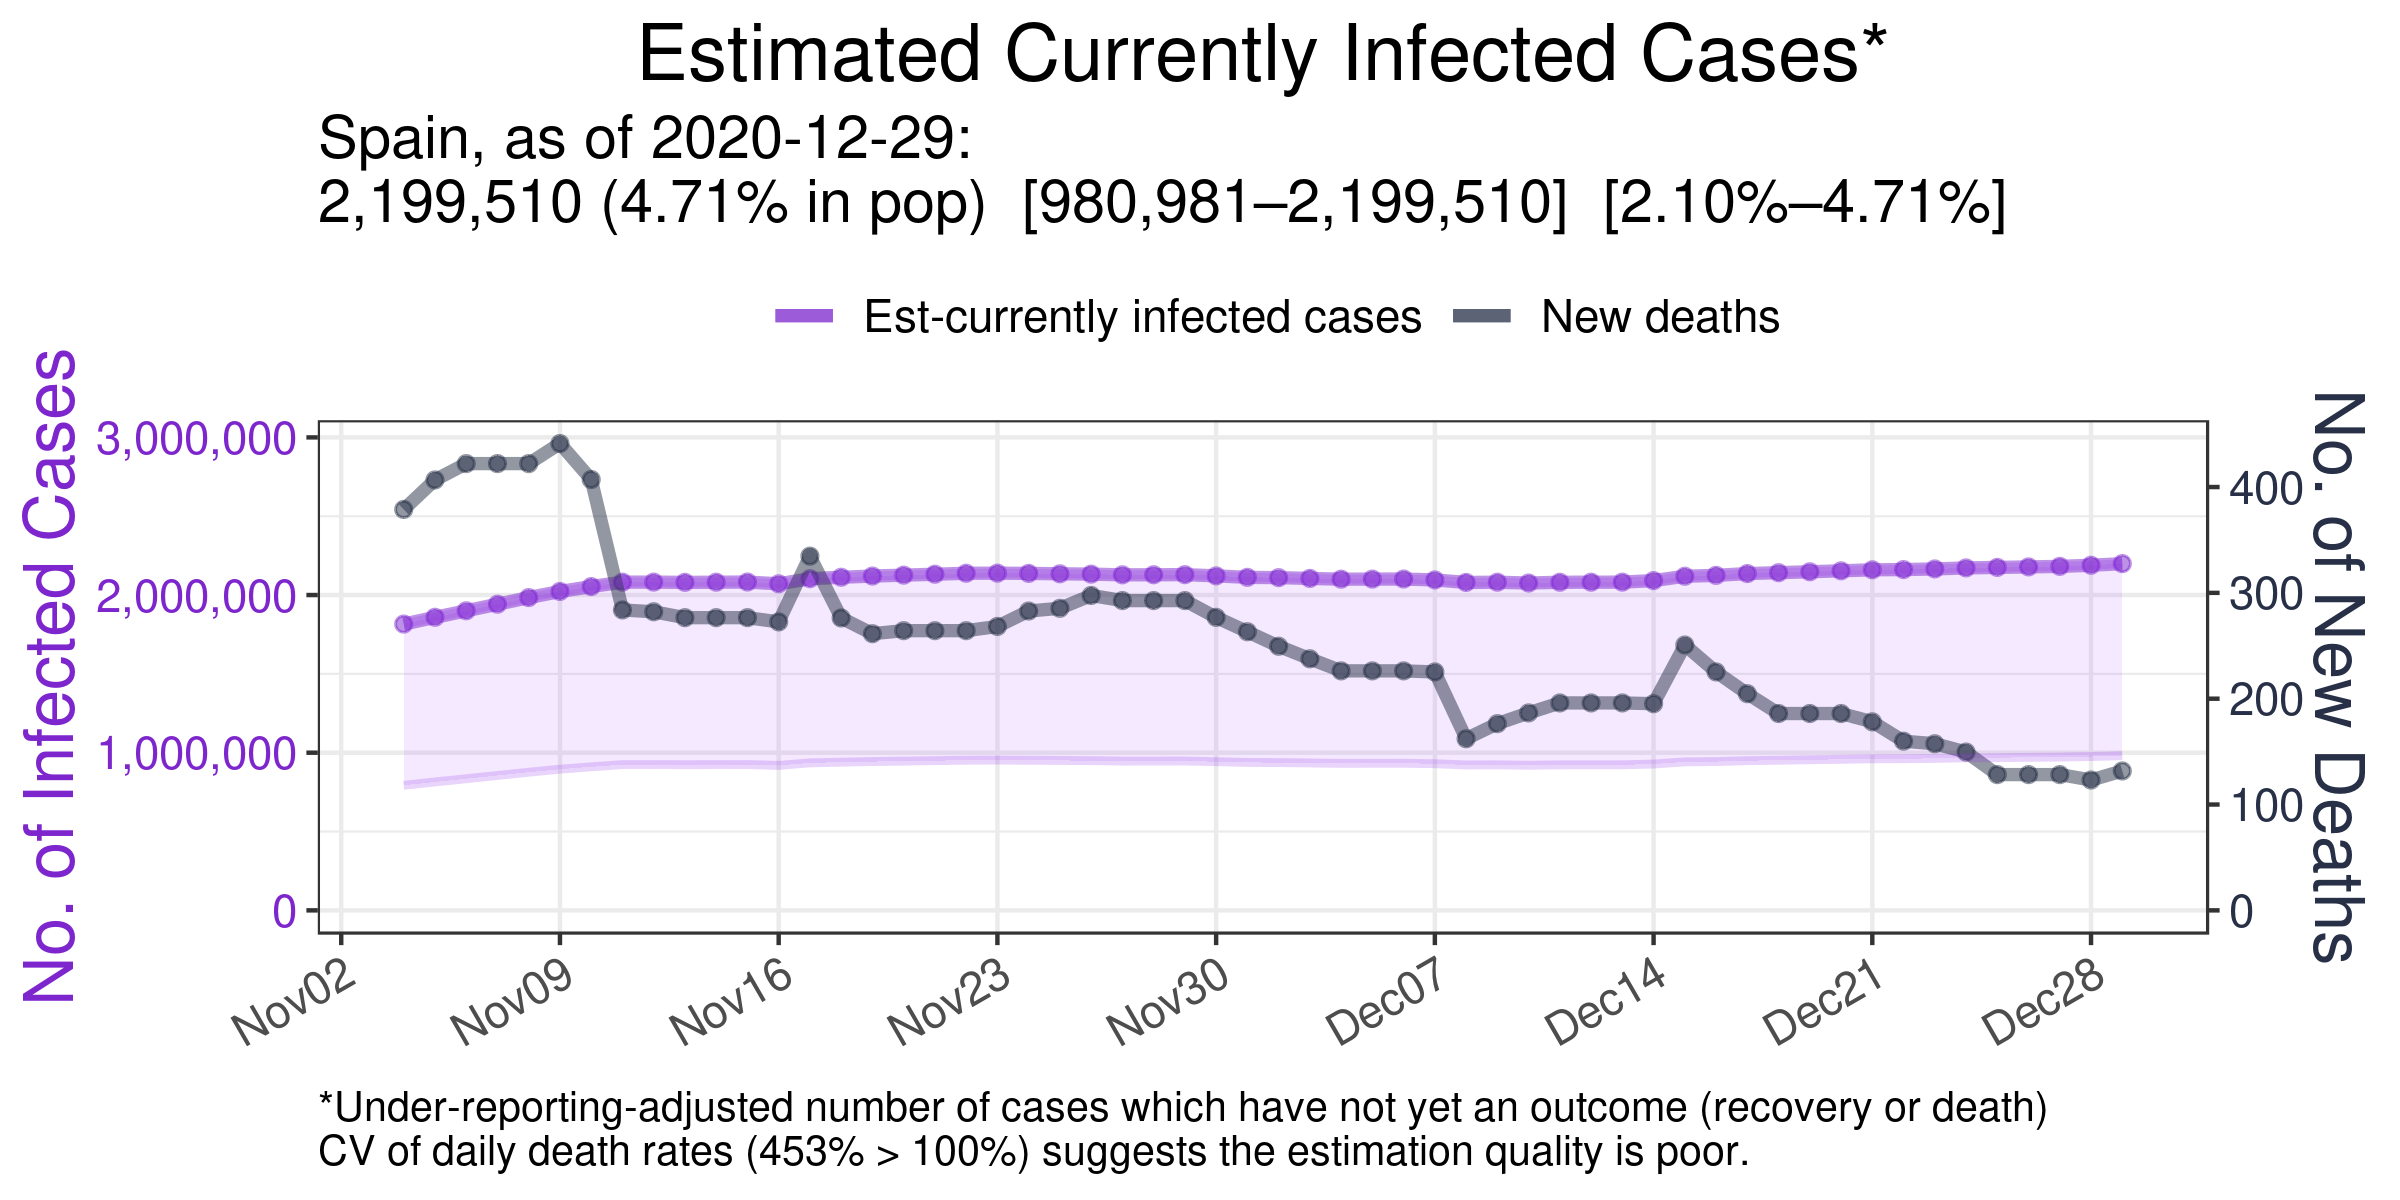 Estimated Currently Infected Cases*
Spain, as of 2020-12-29:
2,199,510 (4.71% in pop)  [980,981–2,199,510]  [2.10%–4.71%]
Est-currently infected cases
New deaths
No. of Infected Cases
3,000,000
2,000,000
1,000,000
0
400
300
200
100
0
No. of New Deaths
Nov02
Nov09
Nov16
Nov23
Nov30
Dec07
Dec14
Dec21
Dec28
*Under-reporting-adjusted number of cases which have not yet an outcome (recovery or death)
CV of daily death rates (453% > 100%) suggests the estimation quality is poor.